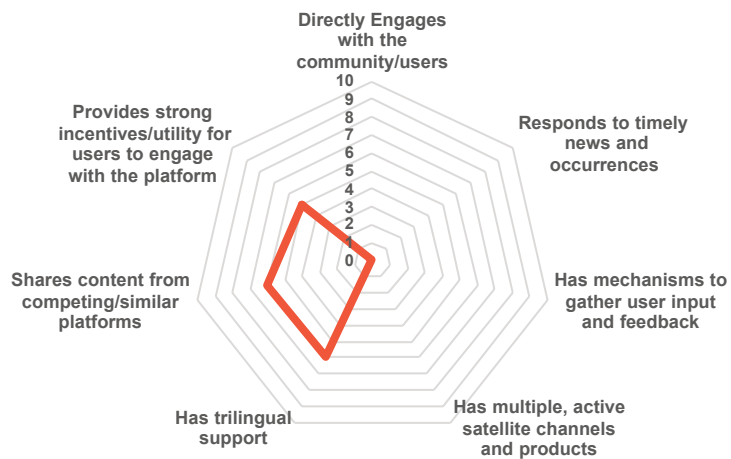 Directly Engages
with the
community/users
10
9
8
7
6
5
4
3
2
1
0
Responds to timely
news and
occurrences
Has mechanisms to
gather user input
and feedback
Has multiple, active
satellite channels
and products
Has trilingual
support
Shares content from
competing/similar
platforms
Provides strong
incentives/utility for
users to engage
with the platform